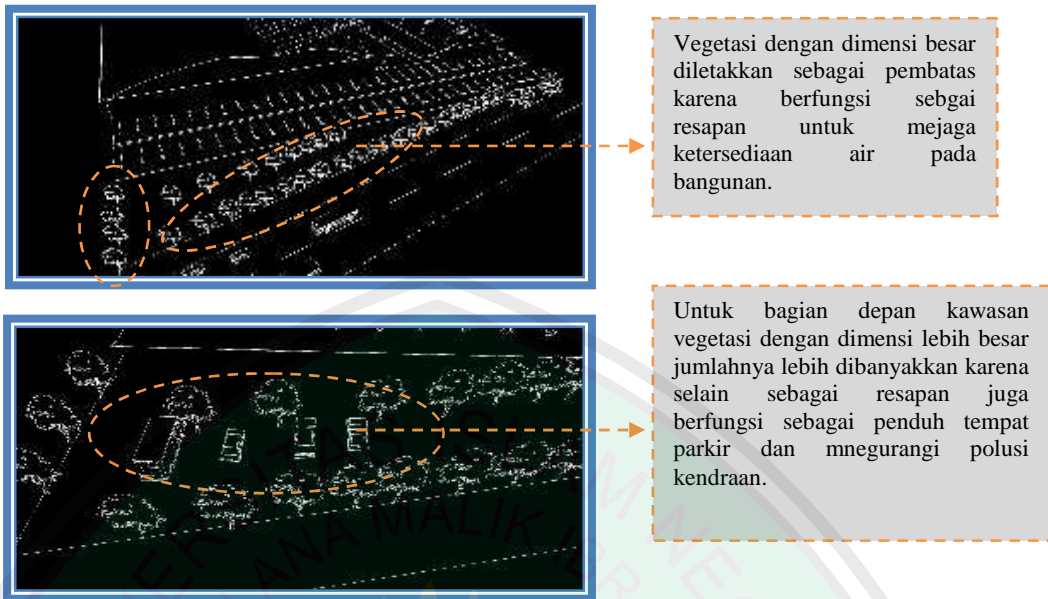 Vegetasi dengan dimensi besar
diletakkan sebagai pembatas
karena berfungsi sebgai
resapan untuk mejaga
ketersediaan air pada
bangunan.
Untuk bagian depan kawasan
vegetasi dengan dimensi lebih besar
jumlahnya lebih dibanyakkan karena
selain sebagai resapan juga
berfungsi sebagai penduh tempat
parkir dan mnegurangi polusi
kendraan.